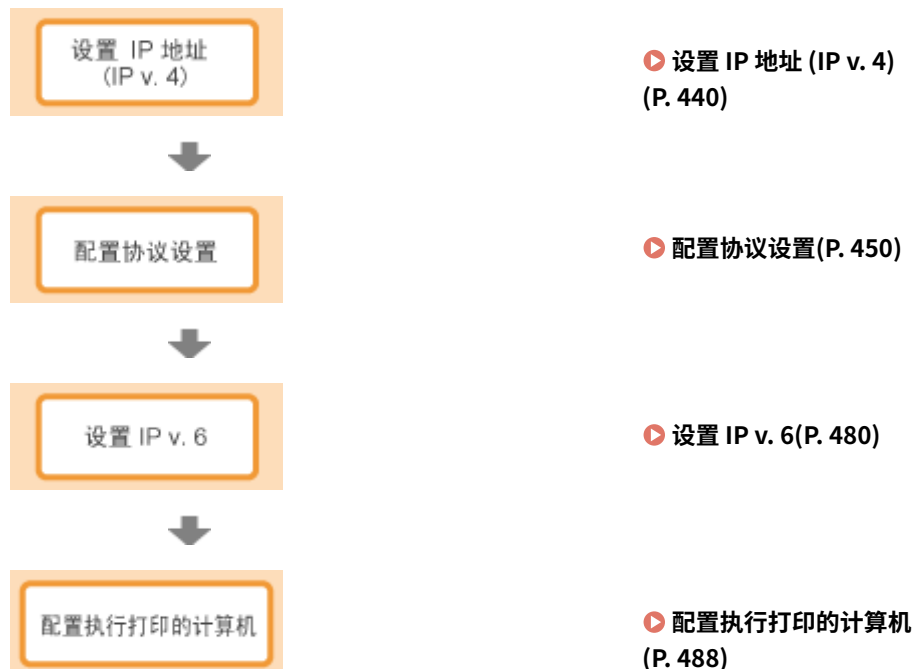 设置 IP 地址
(IP v. 4)
设置 IP 地址 (IP v. 4)
(P. 440)
配置协议设置
配置协议设置(P. 450)
设置 IP v. 6
设置 IP v. 6(P. 480)
配置执行打印的计算机
配置执行打印的计算机
(P. 488)